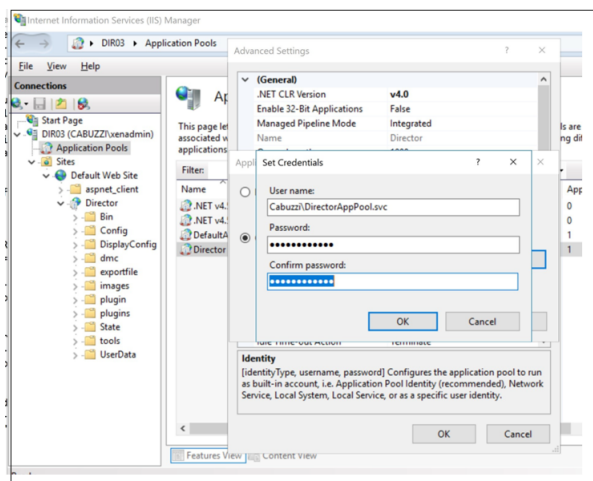 Internet Information Services (IIS) Manager
DIR03 Application Pools
File View Help
Connections
Start Page
DIR03 (CABUZZI\xenadmin)
Application Pools
Sites
Default Web Site
aspnet_client
Director
Bin
Config
DisplayConfig
dmc
exportfile
images
plugin
plugins
State
tools
UserData
This page
associated
applications
Filter:
Name
.NET v4.
.NET v4.
Director
Advanced Settings ? ×
(General)
.NET CLR Version v4.0
Enable 32-Bit Applications False
Managed Pipeline Mode Integrated
Name Director
Set Credentials ? ×
User name:
Cabuzzi\DirectorAppPool.svc
Password:
●●●●●●●●●●●●
Confirm password:
●●●●●●●●●●●●
OK Cancel
Idle Time-out Action Terminate
Identity
[identityType, username, password] Configures the application pool to run
as built-in account, i.e. Application Pool Identity (recommended), Network
Service, Local System, Local Service, or as a specific user identity.
OK Cancel
ls are
ng dif
App
0
0
1
1
Features View Content View